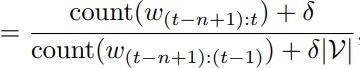 = count(w_{(t−n+1):t}) + δ
count(w_{(t−n+1):(t−1)}) + δ|𝒱| ,